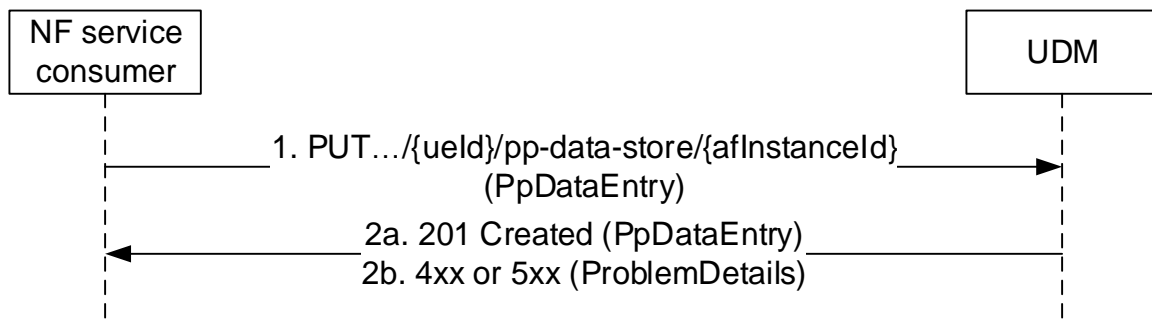 NF service
consumer
UDM
1. PUT…/{ueId}/pp-data-store/{afInstanceId}
(PpDataEntry)
2a. 201 Created (PpDataEntry)
2b. 4xx or 5xx (ProblemDetails)